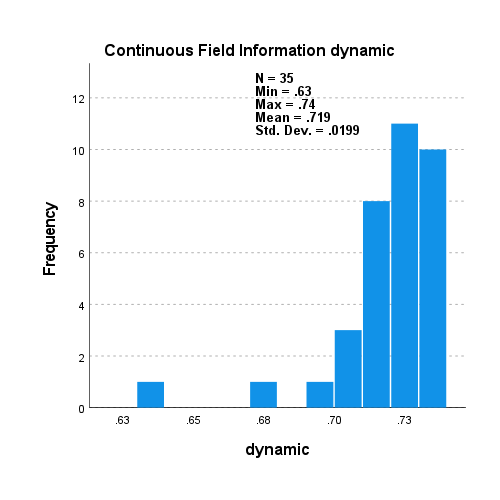 Continuous Field Information dynamic
N = 35
Min = .63
Max = .74
Mean = .719
Std. Dev. = .0199
12
10
8
6
4
2
0
Frequency
.63 .65 .68 .70 .73
dynamic